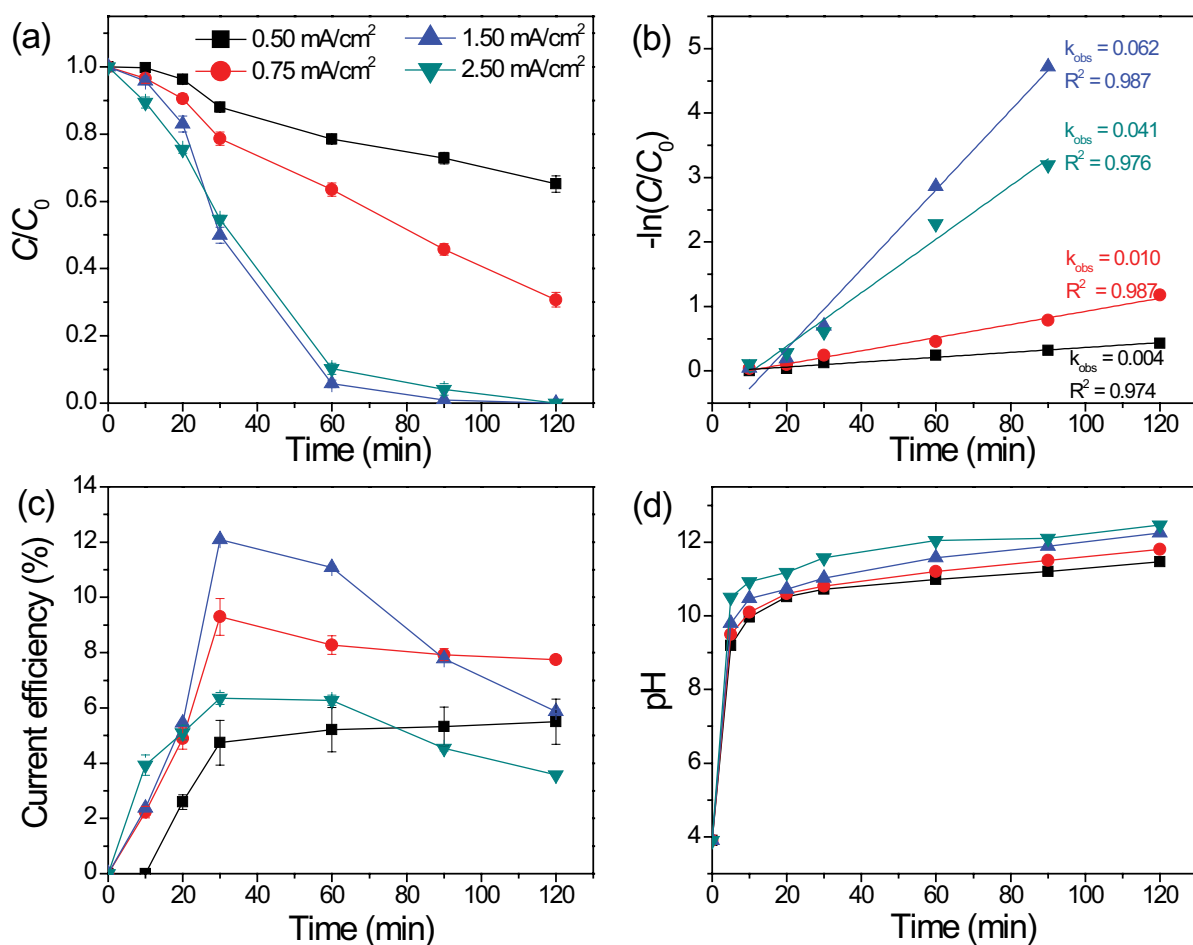 (a)
0.50 mA/cm²
1.50 mA/cm²
0.75 mA/cm²
2.50 mA/cm²
1.0
0.8
0.6
0.4
0.2
0.0
C/C₀
0 20 40 60 80 100 120
Time (min)
(b)
5
4
3
2
1
0
-ln(C/C₀)
k_obs = 0.062
R² = 0.987
k_obs = 0.041
R² = 0.976
k_obs = 0.010
R² = 0.987
k_obs = 0.004
R² = 0.974
0 20 40 60 80 100 120
Time (min)
(c)
14
12
10
8
6
4
2
0
Current efficiency (%)
0 20 40 60 80 100 120
Time (min)
(d)
12
10
8
6
4
pH
0 20 40 60 80 100 120
Time (min)